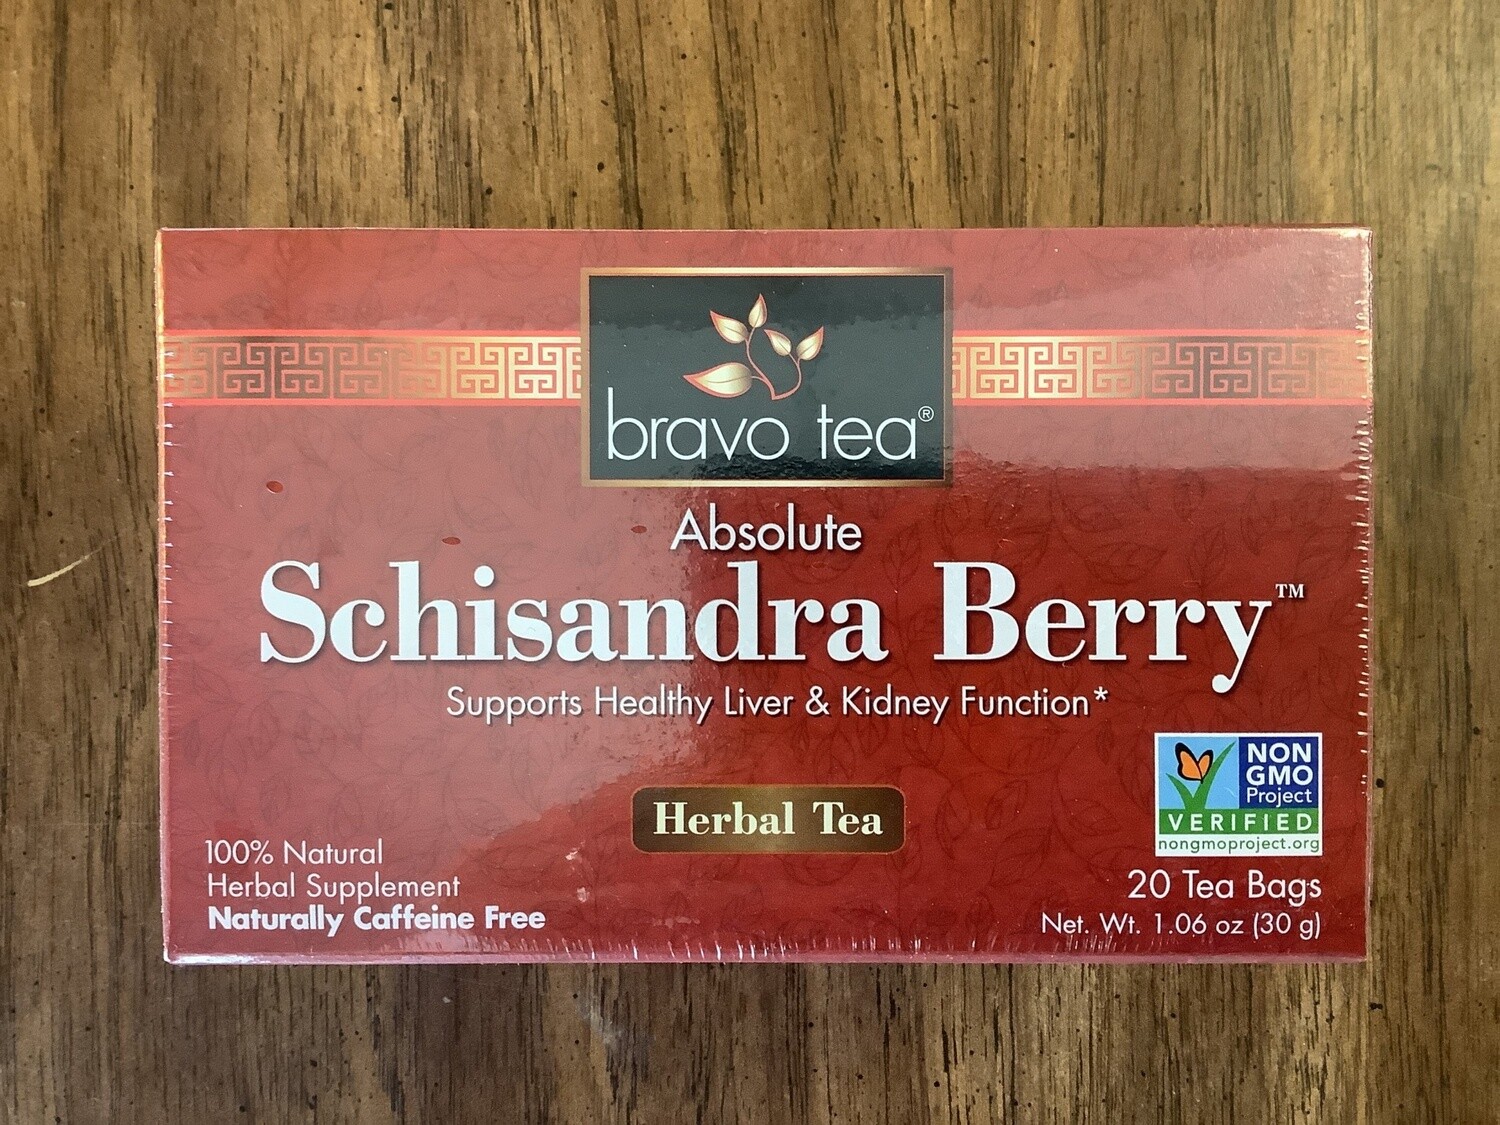 bravo tea®
Absolute
Schisandra Berry™
Supports Healthy Liver & Kidney Function*
Herbal Tea
100% Natural
Herbal Supplement
Naturally Caffeine Free
NON
GMO
Project
VERIFIED
nongmoproject.org
20 Tea Bags
Net. Wt. 1.06 oz (30 g)